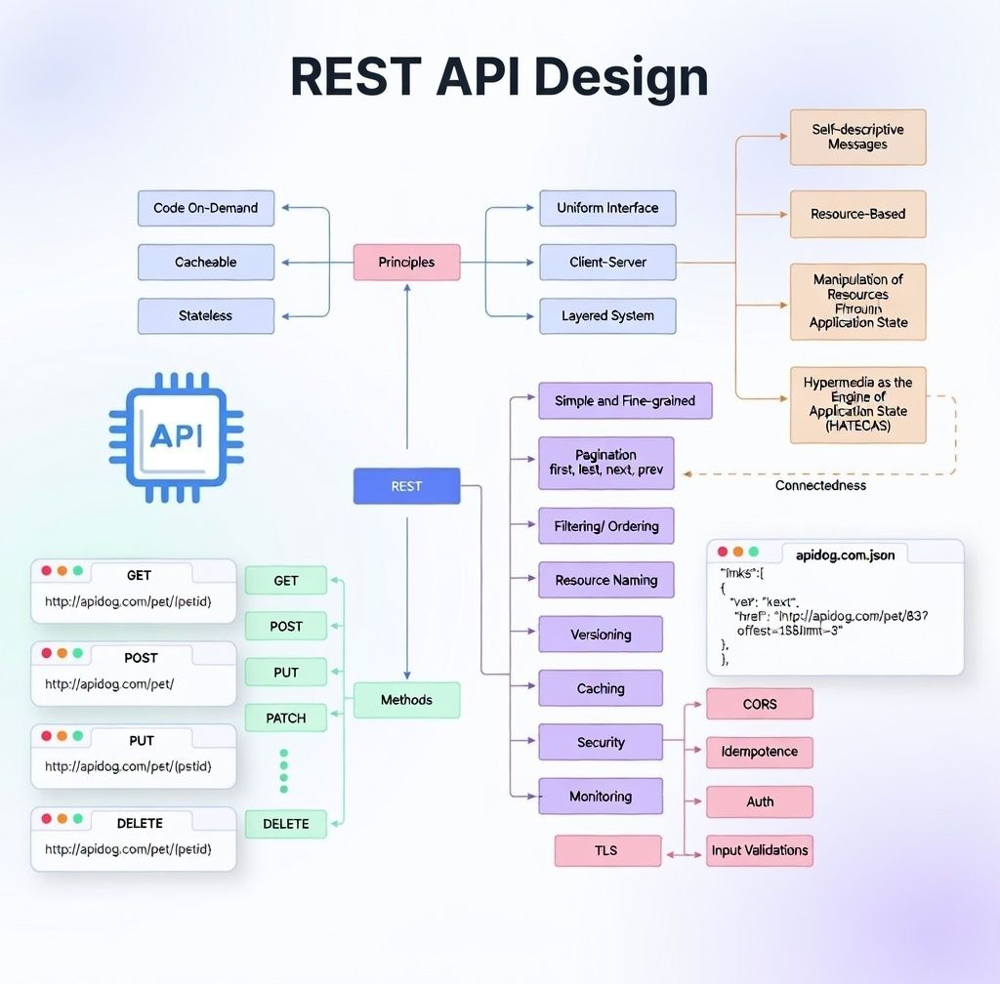 REST API Design
Self-descriptive
Messages
Code On-Demand
Uniform Interface
Resource-Based
Cacheable
Principles
Client-Server
Stateless
Layered System
Manipulation of
Resources
Application State
Hypermedia as the
Engine of
Application State
(HATECAS)
Connectedness
API
REST
Simple and Fine-grained
Pagination
first, lest, next, prev
Filtering/ Ordering
Resource Naming
Versioning
Caching
Security
Monitoring
GET
http://apidog.com/pet/
POST
http://apidog.com/pet/
PUT
http://apidog.com/pet/
DELETE
http://apidog.com/pet/
GET
POST
PUT
PATCH
DELETE
Methods
apidog.com.json
{
},
},
CORS
Idempotence
Auth
TLS
Input Validations